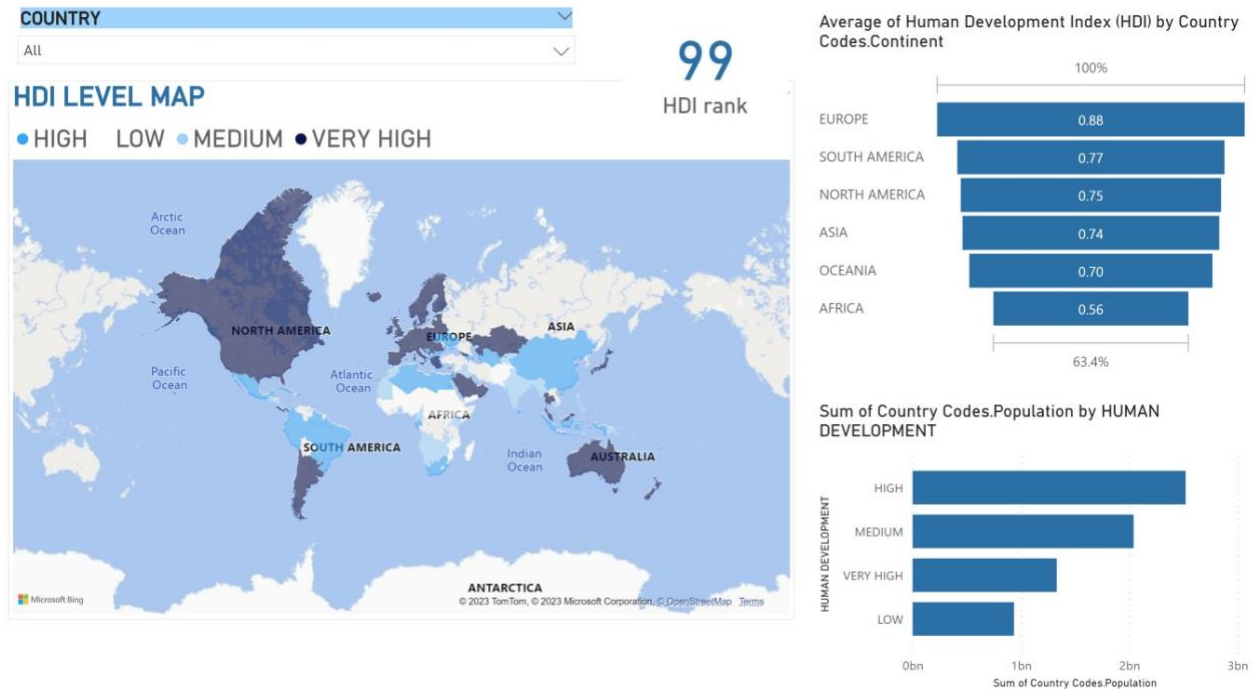 COUNTRY
All
HDI LEVEL MAP
HIGH LOW MEDIUM VERY HIGH
99
HDI rank
Arctic
Ocean
NORTH AMERICA
EUROPE
ASIA
Pacific
Ocean
Atlantic
Ocean
AFRICA
SOUTH AMERICA
Indian
Ocean
AUSTRALIA
ANTARCTICA
Microsoft Bing
© 2023 TomTom, © 2023 Microsoft Corporation, © OpenStreetMap Terms
Average of Human Development Index (HDI) by Country
Codes.Continent
100%
EUROPE 0.88
SOUTH AMERICA 0.77
NORTH AMERICA 0.75
ASIA 0.74
OCEANIA 0.70
AFRICA 0.56
63.4%
Sum of Country Codes.Population by HUMAN
DEVELOPMENT
HUMAN DEVELOPMENT
HIGH
MEDIUM
VERY HIGH
LOW
0bn 1bn 2bn 3bn
Sum of Country Codes.Population